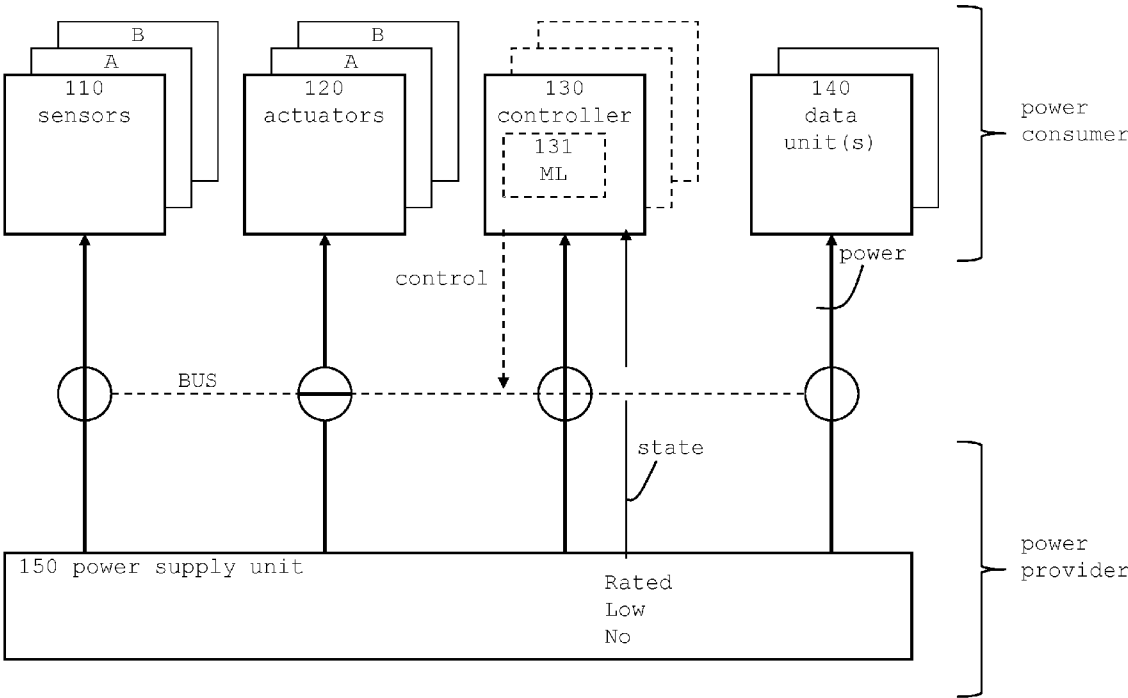 B
A
110
sensors
B
A
120
actuators
130
controller
131
ML
140
data
unit(s)
power
consumer
power
control
BUS
state
150 power supply unit
Rated
Low
No
power
provider